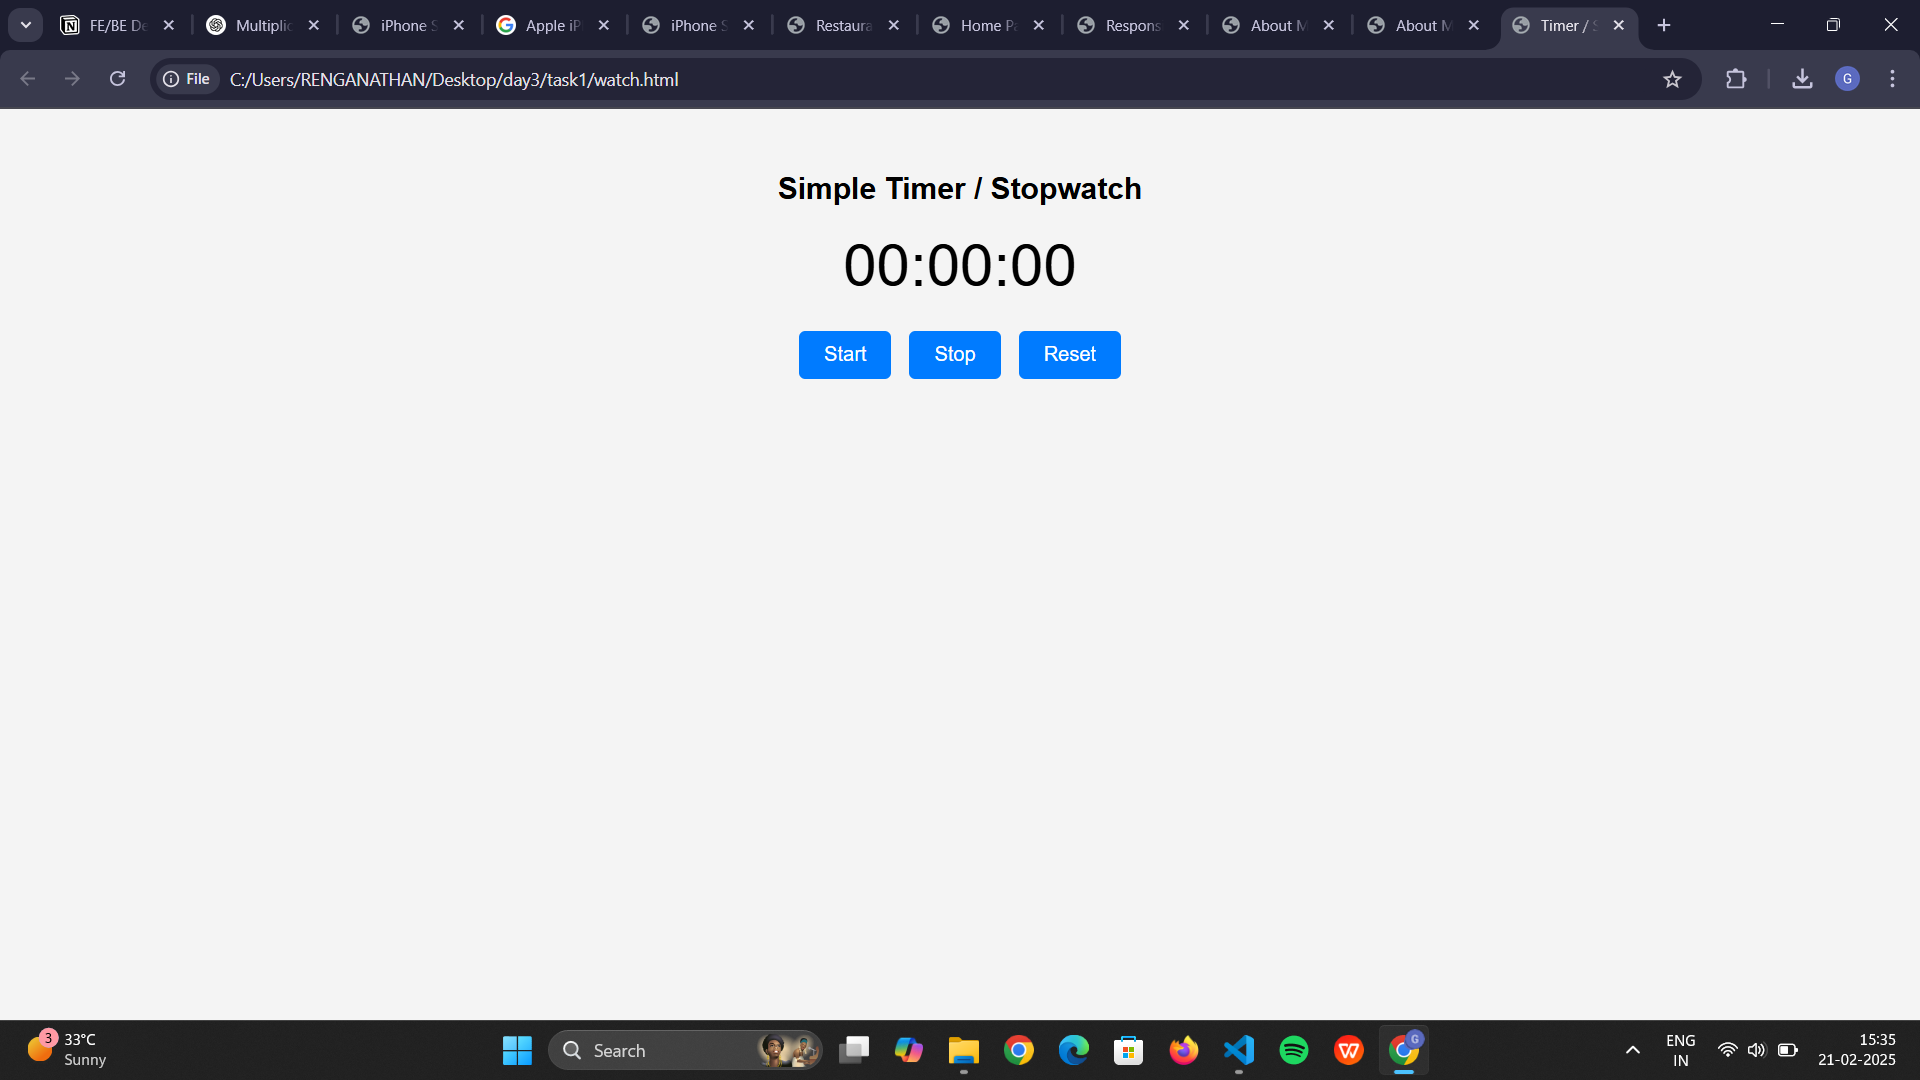 FE/BE De
Multiplic
iPhone S
Apple iP
iPhone S
Restaura
Home Pa
Respons
About M
About M
Timer / S
File
C:/Users/RENGANATHAN/Desktop/day3/task1/watch.html
G
Simple Timer / Stopwatch
00:00:00
Start
Stop
Reset
3
33°C
Sunny
Search
G
ENG
IN
15:35
21-02-2025